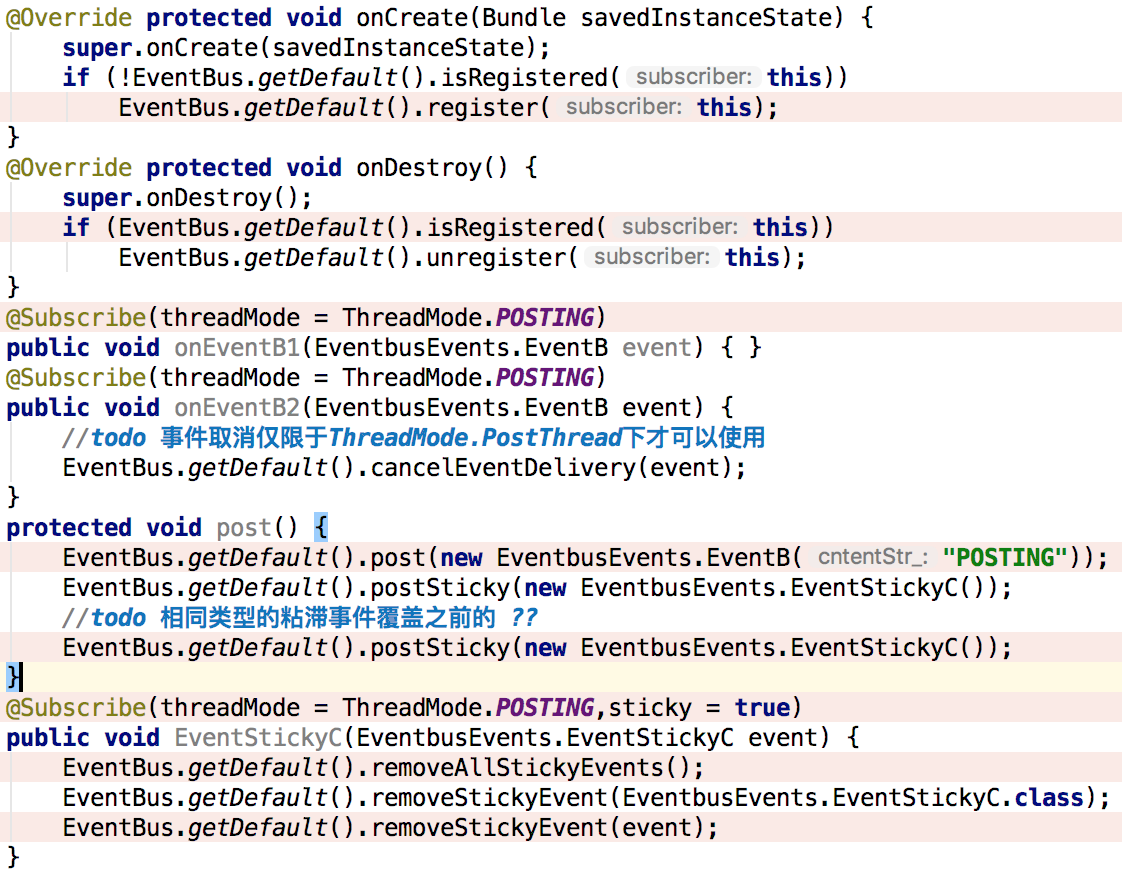 @Override protected void onCreate(Bundle savedInstanceState) {
super.onCreate(savedInstanceState);
if (!EventBus.getDefault().isRegistered( subscriber: this))
EventBus.getDefault().register( subscriber: this);
}
@Override protected void onDestroy() {
super.onDestroy();
if (EventBus.getDefault().isRegistered( subscriber: this))
EventBus.getDefault().unregister( subscriber: this);
}
@Subscribe(threadMode = ThreadMode.POSTING)
public void onEventB1(EventbusEvents.EventB event) { }
@Subscribe(threadMode = ThreadMode.POSTING)
public void onEventB2(EventbusEvents.EventB event) {
//todo 事件取消仅限于ThreadMode.PostThread下才可以使用
EventBus.getDefault().cancelEventDelivery(event);
}
protected void post() {
EventBus.getDefault().post(new EventbusEvents.EventB( cntentStr_: "POSTING"));
EventBus.getDefault().postSticky(new EventbusEvents.EventStickyC());
//todo 相同类型的粘滞事件覆盖之前的 ??
EventBus.getDefault().postSticky(new EventbusEvents.EventStickyC());
}
@Subscribe(threadMode = ThreadMode.POSTING,sticky = true)
public void EventStickyC(EventbusEvents.EventStickyC event) {
EventBus.getDefault().removeAllStickyEvents();
EventBus.getDefault().removeStickyEvent(EventbusEvents.EventStickyC.class);
EventBus.getDefault().removeStickyEvent(event);
}